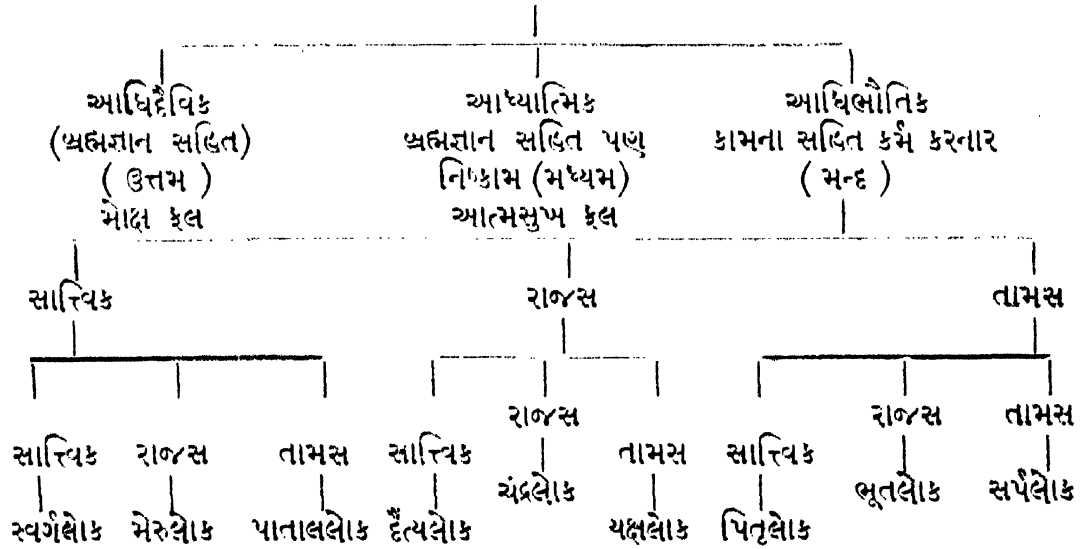 આધિદૈવિક આધ્યાત્મિક આધિભૌતિક
(બ્રહ્મજ્ઞાન સહિત) બ્રહ્મજ્ઞાન સહિત પણ કામના સહિત કર્મ કરનાર
( ઉત્તમ ) નિષ્કામ (મધ્યમ) ( મન્દ )
મોક્ષ ફલ આત્મસુખ ફલ
સાત્ત્વિક રાજસ તામસ
રાજસ રાજસ તામસ
સાત્ત્વિક રાજસ તામસ સાત્ત્વિક તામસ સાત્ત્વિક
ચંદ્રલોક ભૂતલોક સર્પલોક
સ્વર્ગલોક મેરુલોક પાતાલલોક દૈત્યલોક યક્ષલોક પિતૃલોક